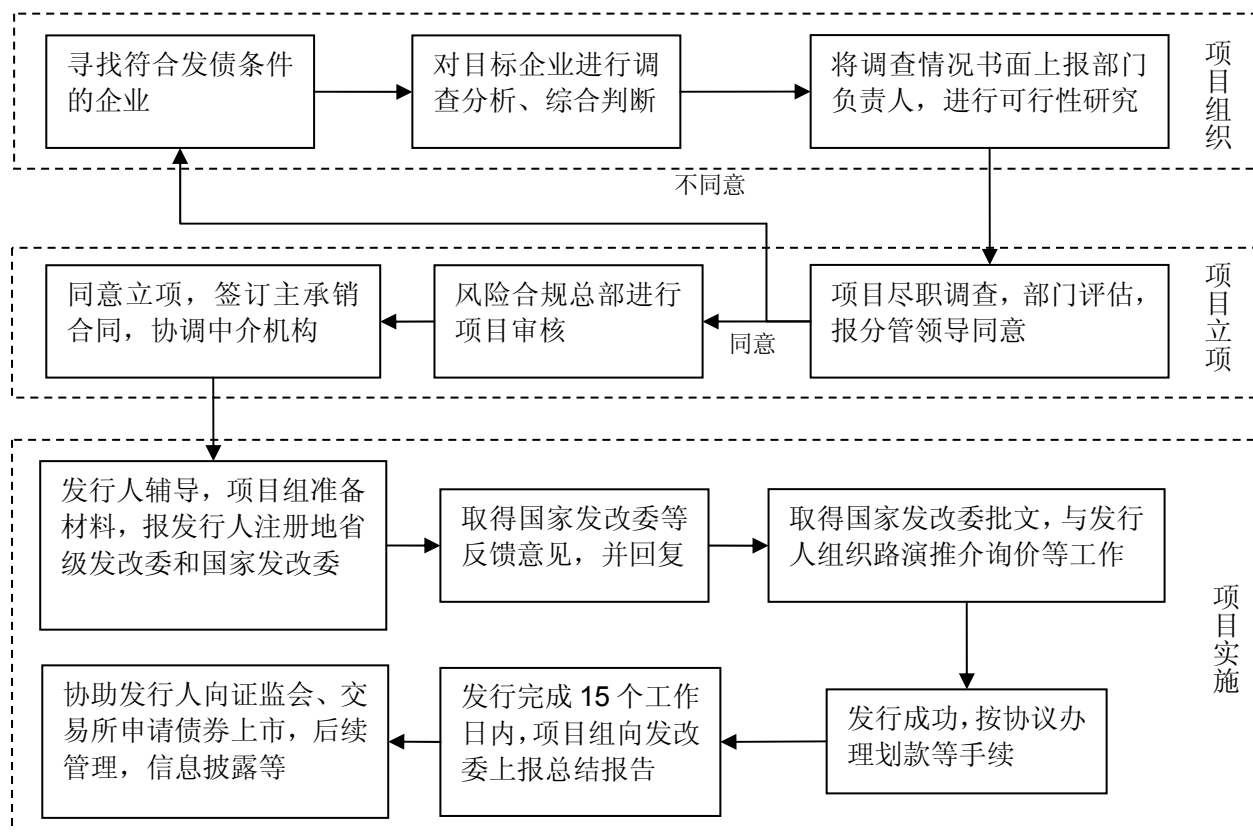 寻找符合发债条件
的企业
对目标企业进行调
查分析、综合判断
将调查情况书面上报部门
负责人，进行可行性研究
项目组织
不同意
同意立项，签订主承销
合同，协调中介机构
风险合规总部进行
项目审核
同意
项目尽职调查，部门评估，
报分管领导同意
项目立项
发行人辅导，项目组准备
材料，报发行人注册地省
级发改委和国家发改委
取得国家发改委等
反馈意见，并回复
取得国家发改委批文，与发行
人组织路演推介询价等工作
项目实施
协助发行人向证监会、交
易所申请债券上市，后续
管理，信息披露等
发行完成 15 个工作
日内，项目组向发改
委上报总结报告
发行成功，按协议办
理划款等手续